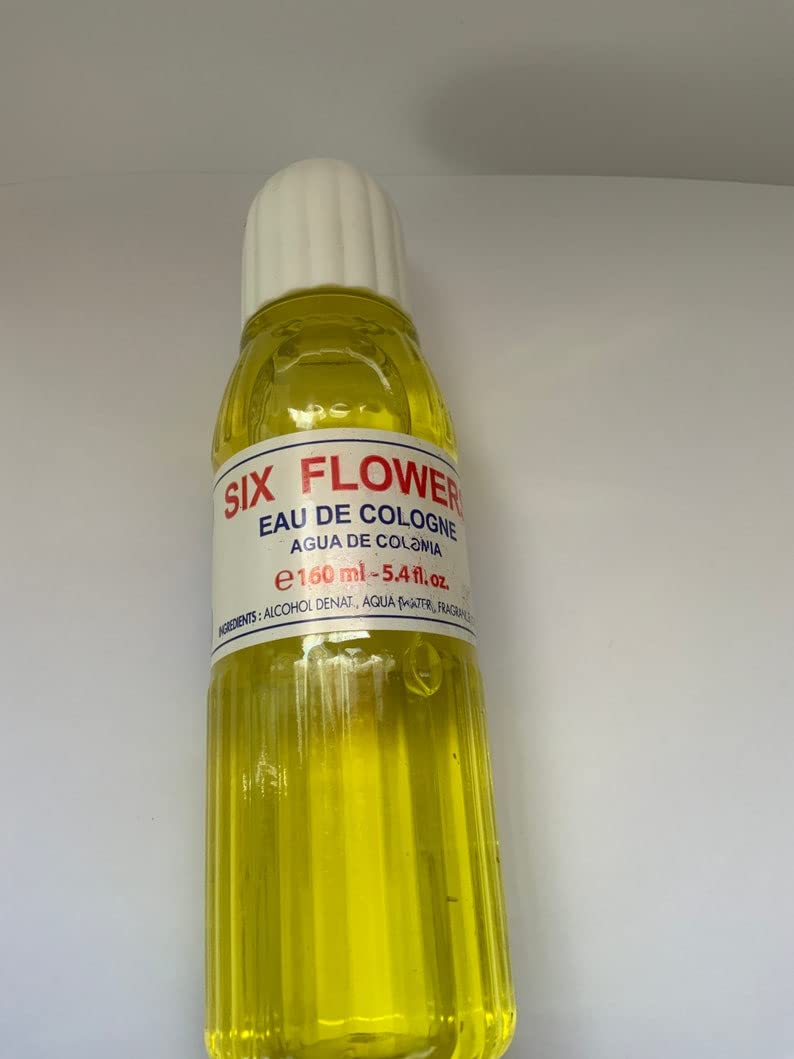 SIX FLOWERS
EAU DE COLOGNE
AGUA DE COLONIA
℮160 ml - 5.4 fl. oz.
INGREDIENTS : ALCOHOL DENAT., AQUA (WATER), FRAGRANCE